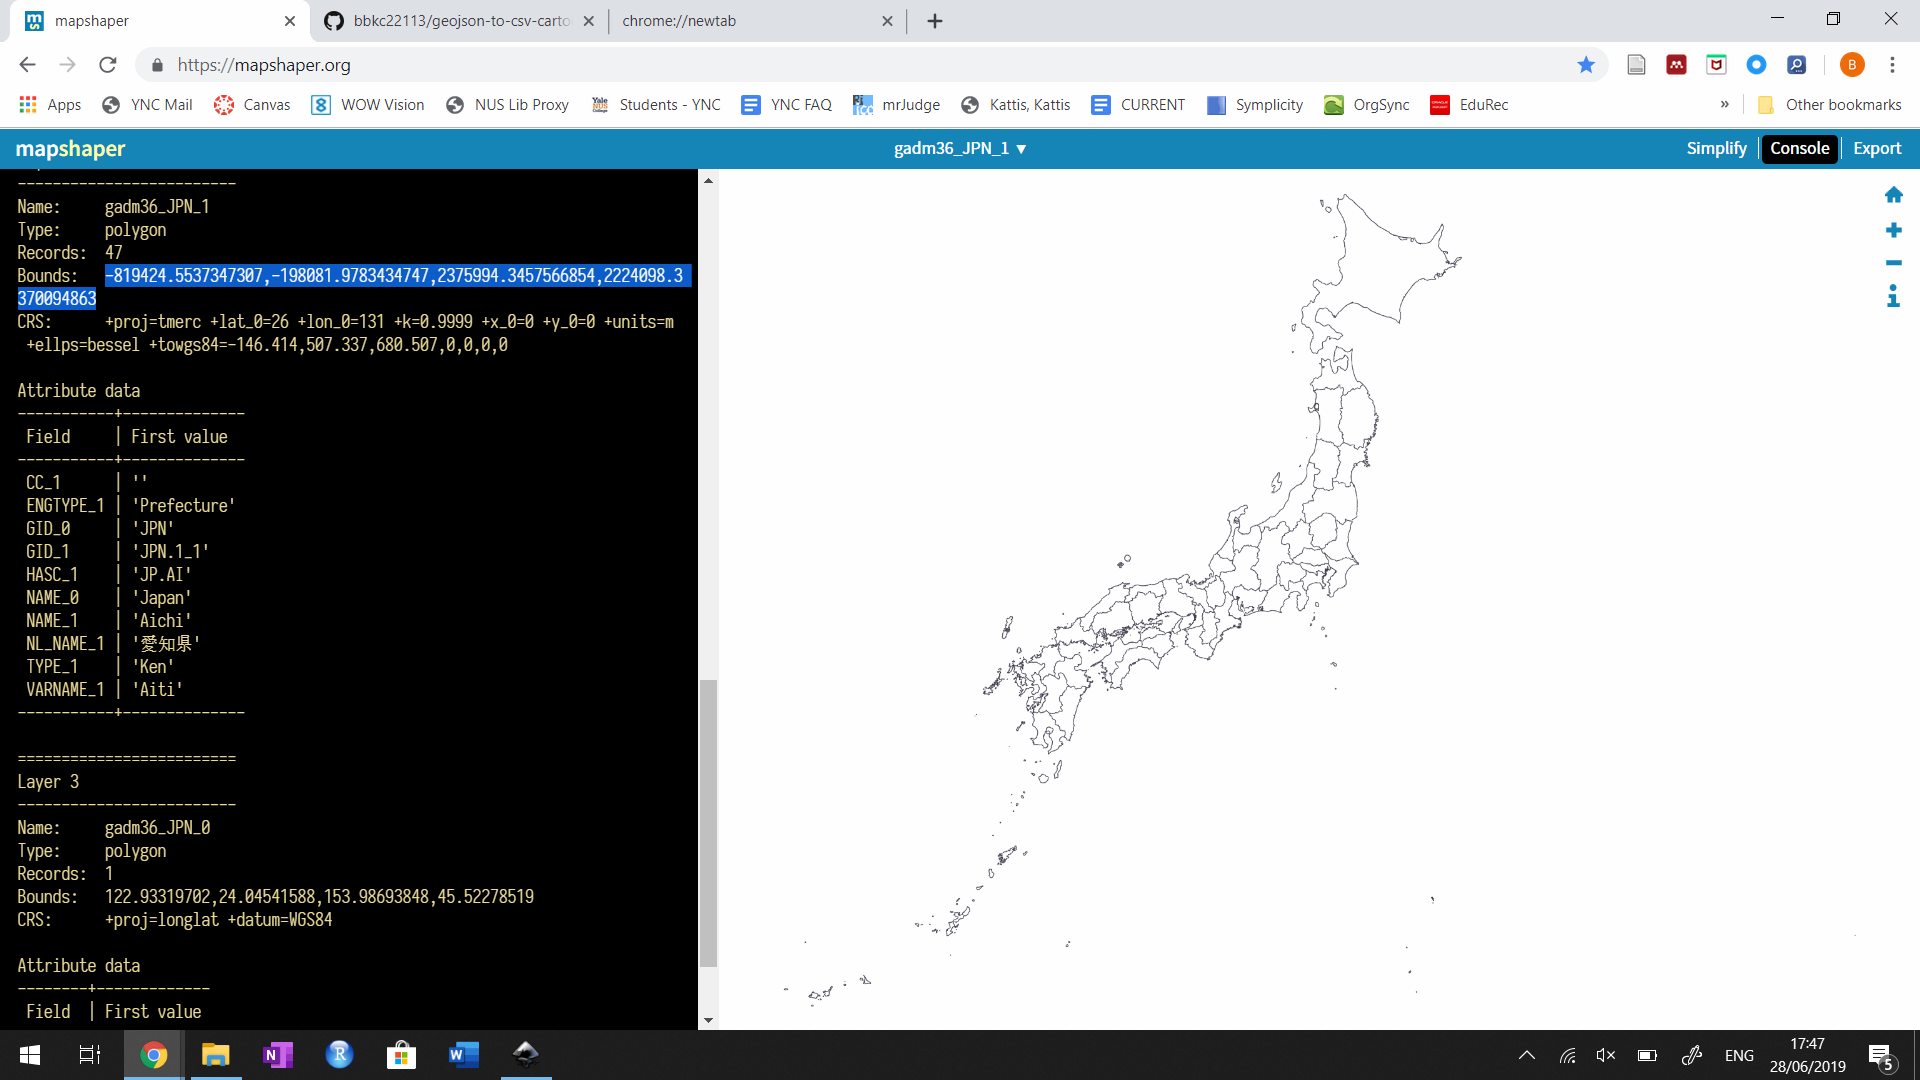 mapshaper
bbkc22113/geojson-to-csv-carto
chrome://newtab
https://mapshaper.org
B
Apps
YNC Mail
Canvas
WOW Vision
NUS Lib Proxy
Students - YNC
YNC FAQ
mrJudge
Kattis, Kattis
CURRENT
Symplicity
OrgSync
EduRec
»
Other bookmarks
mapshaper
gadm36_JPN_1 ▼
Simplify
Console
Export
-------------------------
Name: gadm36_JPN_1
Type: polygon
Records: 47
Bounds: -819424.5537347307,-198081.9783434747,2375994.3457566854,2224098.3
370094863
CRS: +proj=tmerc +lat_0=26 +lon_0=131 +k=0.9999 +x_0=0 +y_0=0 +units=m
+ellps=bessel +towgs84=-146.414,507.337,680.507,0,0,0,0
Attribute data
-----------+--------------
Field | First value
-----------+--------------
CC_1 | ''
ENGTYPE_1 | 'Prefecture'
GID_0 | 'JPN'
GID_1 | 'JPN.1_1'
HASC_1 | 'JP.AI'
NAME_0 | 'Japan'
NAME_1 | 'Aichi'
NL_NAME_1 | '愛知県'
TYPE_1 | 'Ken'
VARNAME_1 | 'Aiti'
-----------+--------------
=========================
Layer 3
-------------------------
Name: gadm36_JPN_0
Type: polygon
Records: 1
Bounds: 122.93319702,24.04541588,153.98693848,45.52278519
CRS: +proj=longlat +datum=WGS84
Attribute data
--------+-------------
Field | First value
ENG
17:47
28/06/2019
5